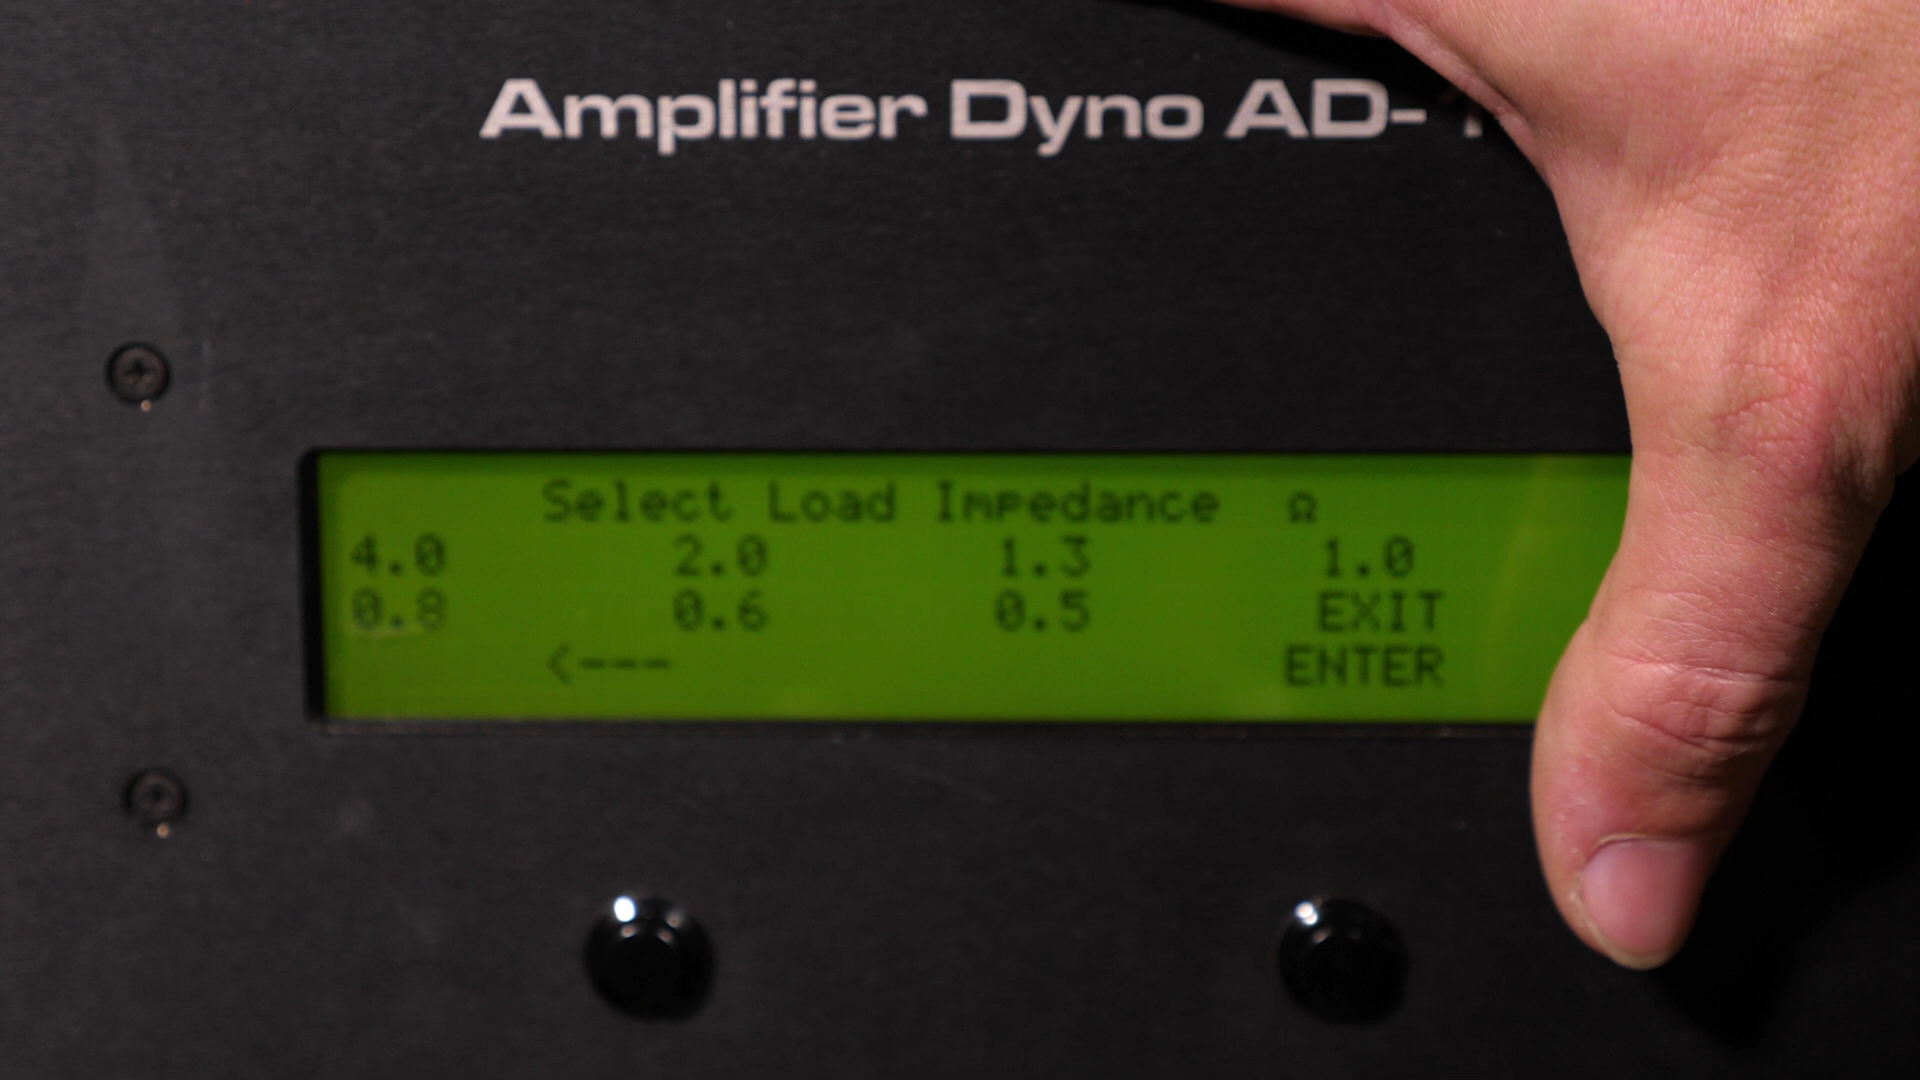 Amplifier Dyno AD-
Select Load Impedance Ω
4.0 2.0 1.3 1.0
0.8 0.6 0.5 EXIT
<--- ENTER